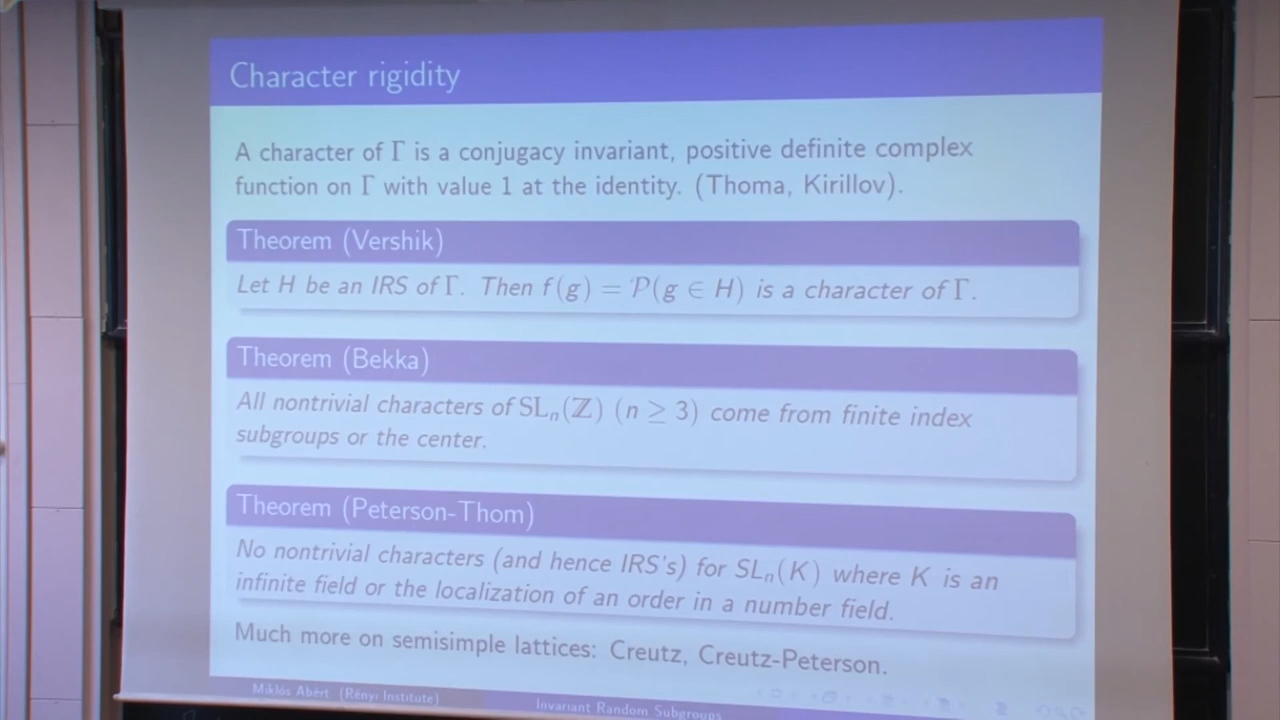 Character rigidity
A character of Γ is a conjugacy invariant, positive definite complex
function on Γ with value 1 at the identity. (Thoma, Kirillov).
Theorem (Vershik)
Let H be an IRS of Γ. Then f(g) = P(g ∈ H) is a character of Γ.
Theorem (Bekka)
All nontrivial characters of SLₙ(ℤ) (n ≥ 3) come from finite index
subgroups or the center.
Theorem (Peterson-Thom)
No nontrivial characters (and hence IRS's) for SLₙ(K) where K is an
infinite field or the localization of an order in a number field.
Much more on semisimple lattices: Creutz, Creutz-Peterson.
Miklós Abért (Rényi Institute)
Invariant Random Subgroups